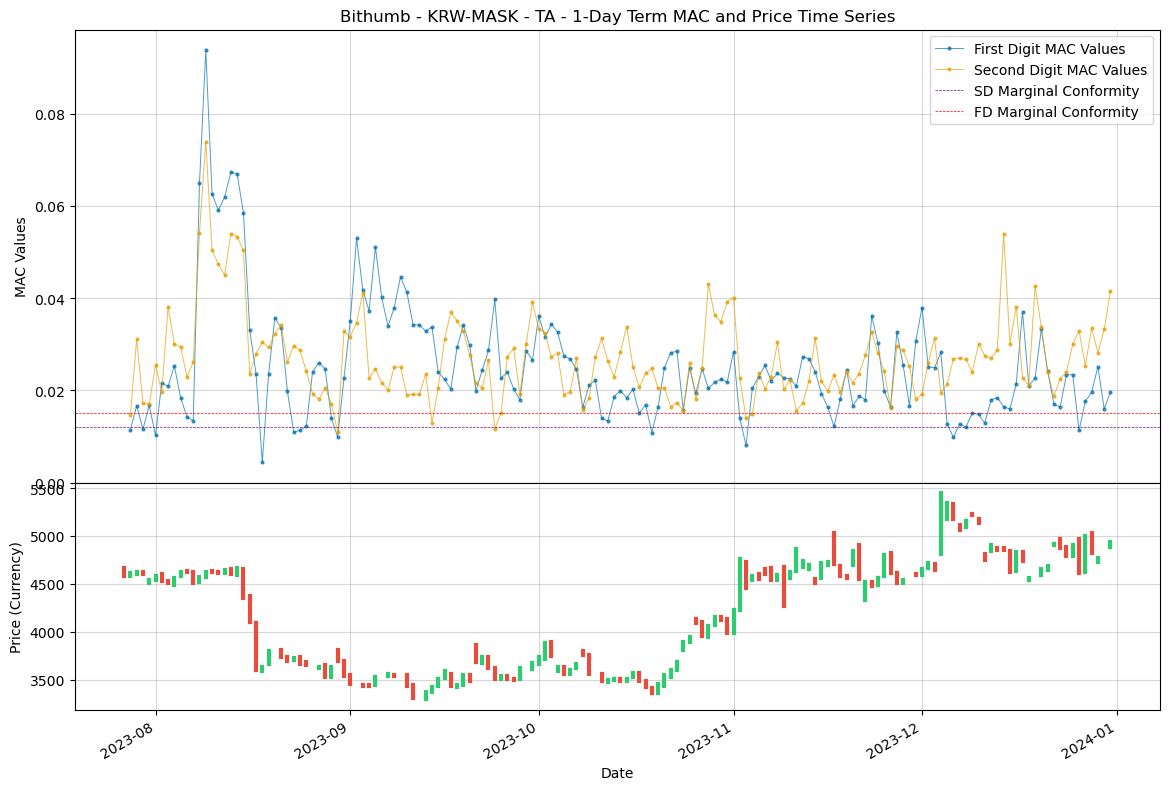 Bithumb - KRW-MASK - TA - 1-Day Term MAC and Price Time Series
First Digit MAC Values
Second Digit MAC Values
SD Marginal Conformity
FD Marginal Conformity
MAC Values
0.08
0.06
0.04
0.02
0.00
Price (Currency)
5500
5000
4500
4000
3500
2023-08
2023-09
2023-10
2023-11
2023-12
2024-01
Date